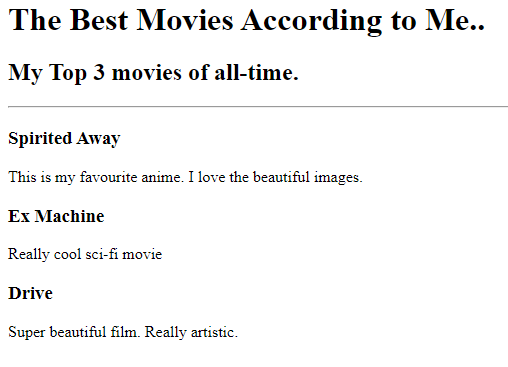 The Best Movies According to Me..
My Top 3 movies of all-time.
Spirited Away
This is my favourite anime. I love the beautiful images.
Ex Machine
Really cool sci-fi movie
Drive
Super beautiful film. Really artistic.